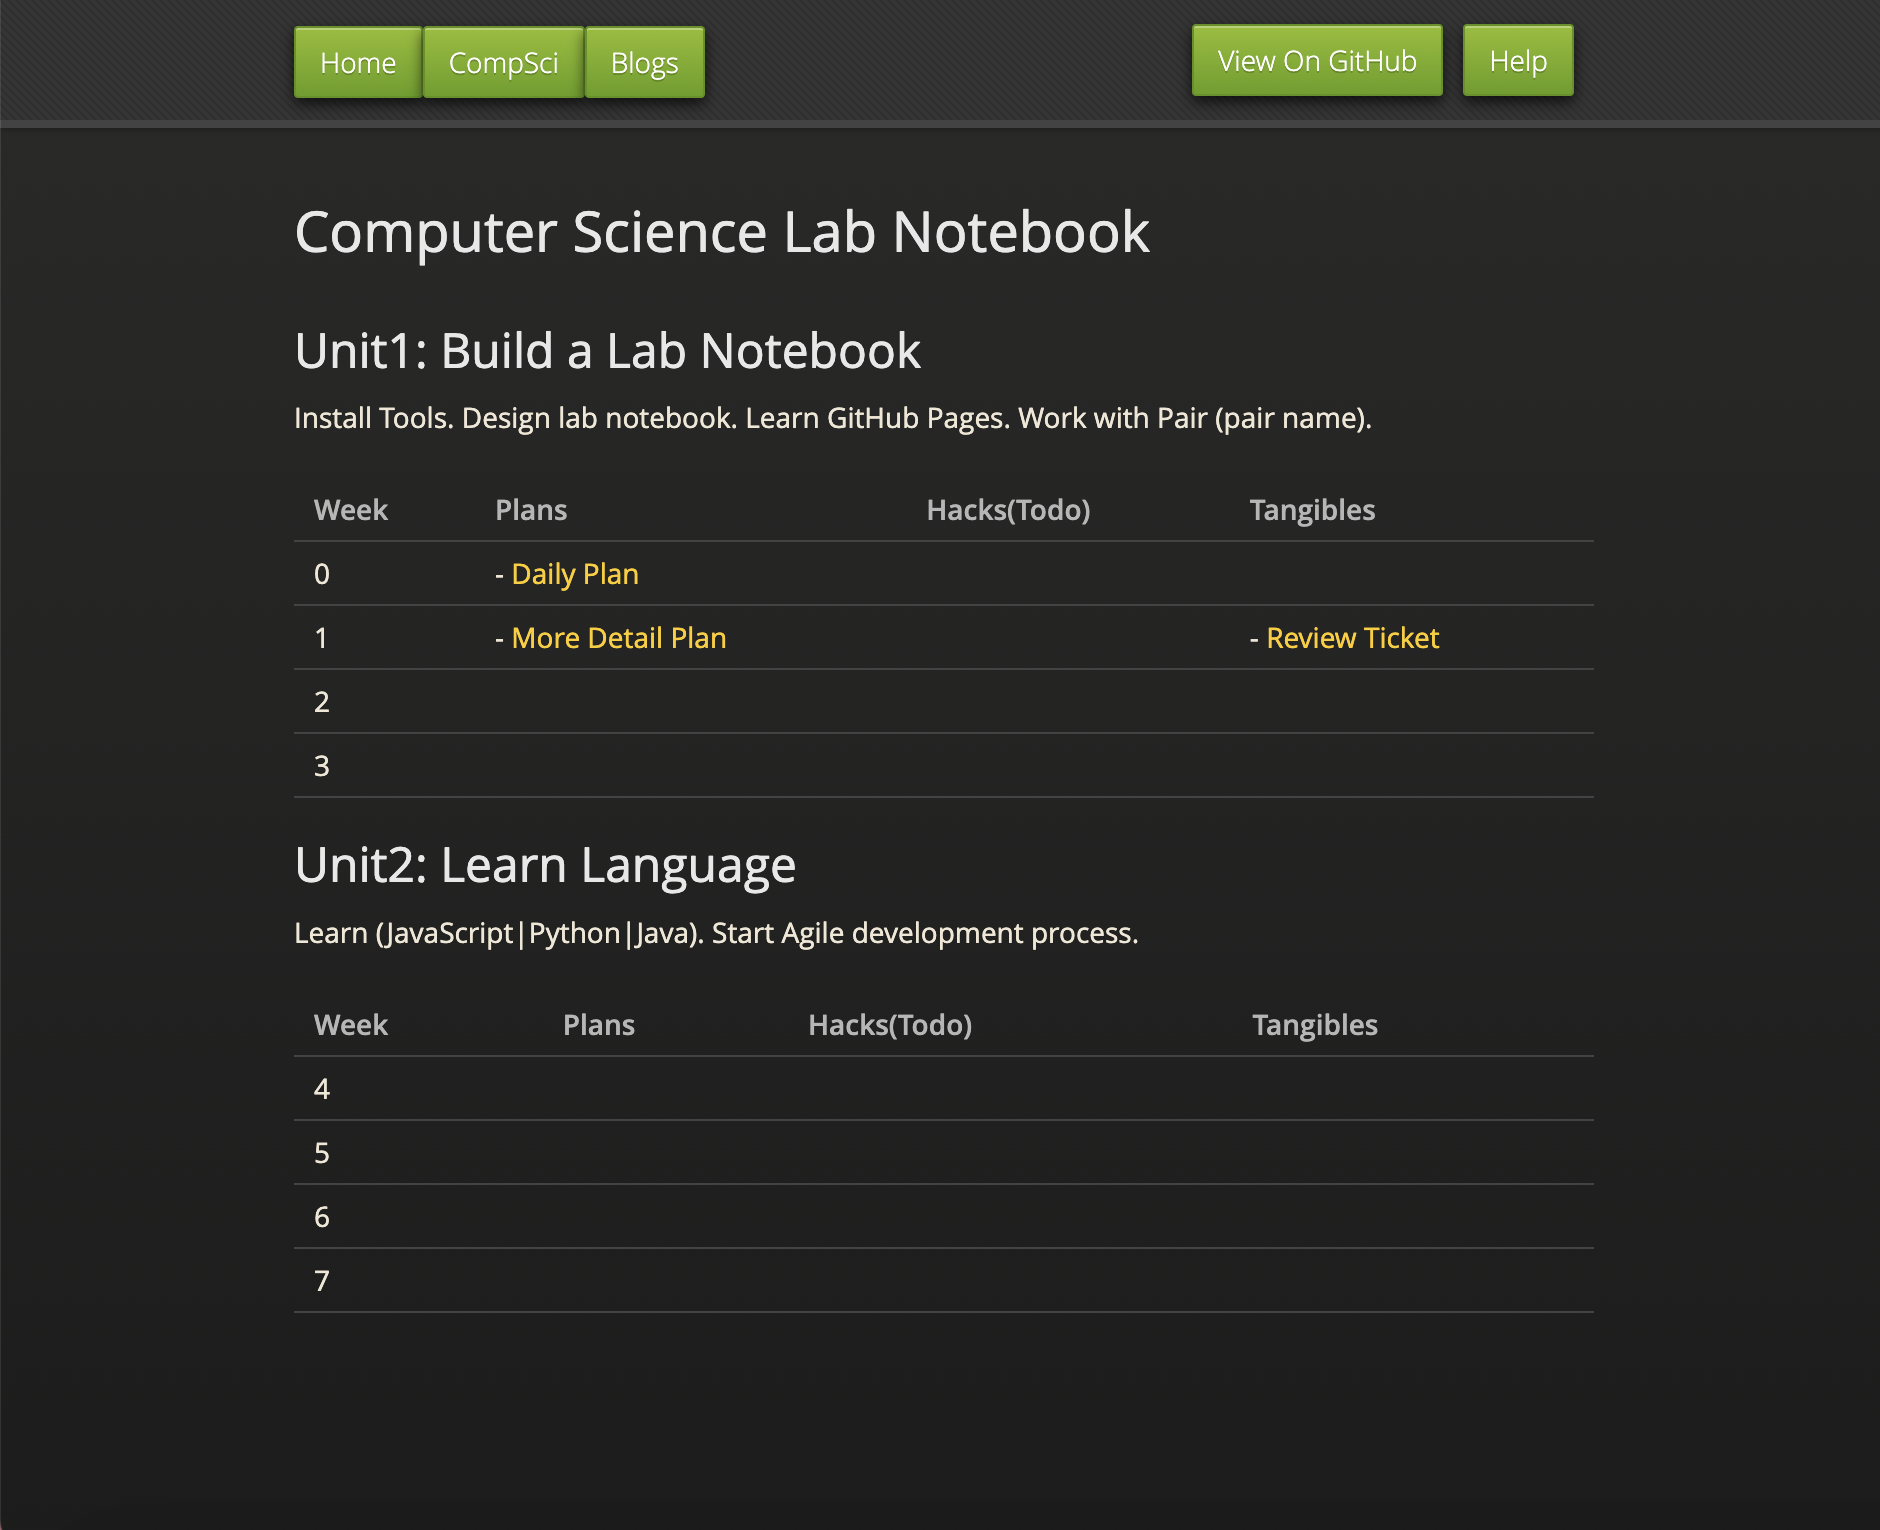 Home CompSci Blogs View On GitHub Help
Computer Science Lab Notebook
Unit1: Build a Lab Notebook
Install Tools. Design lab notebook. Learn GitHub Pages. Work with Pair (pair name).
Week Plans Hacks(Todo) Tangibles
0 - Daily Plan
1 - More Detail Plan - Review Ticket
2
3
Unit2: Learn Language
Learn (JavaScript|Python|Java). Start Agile development process.
Week Plans Hacks(Todo) Tangibles
4
5
6
7